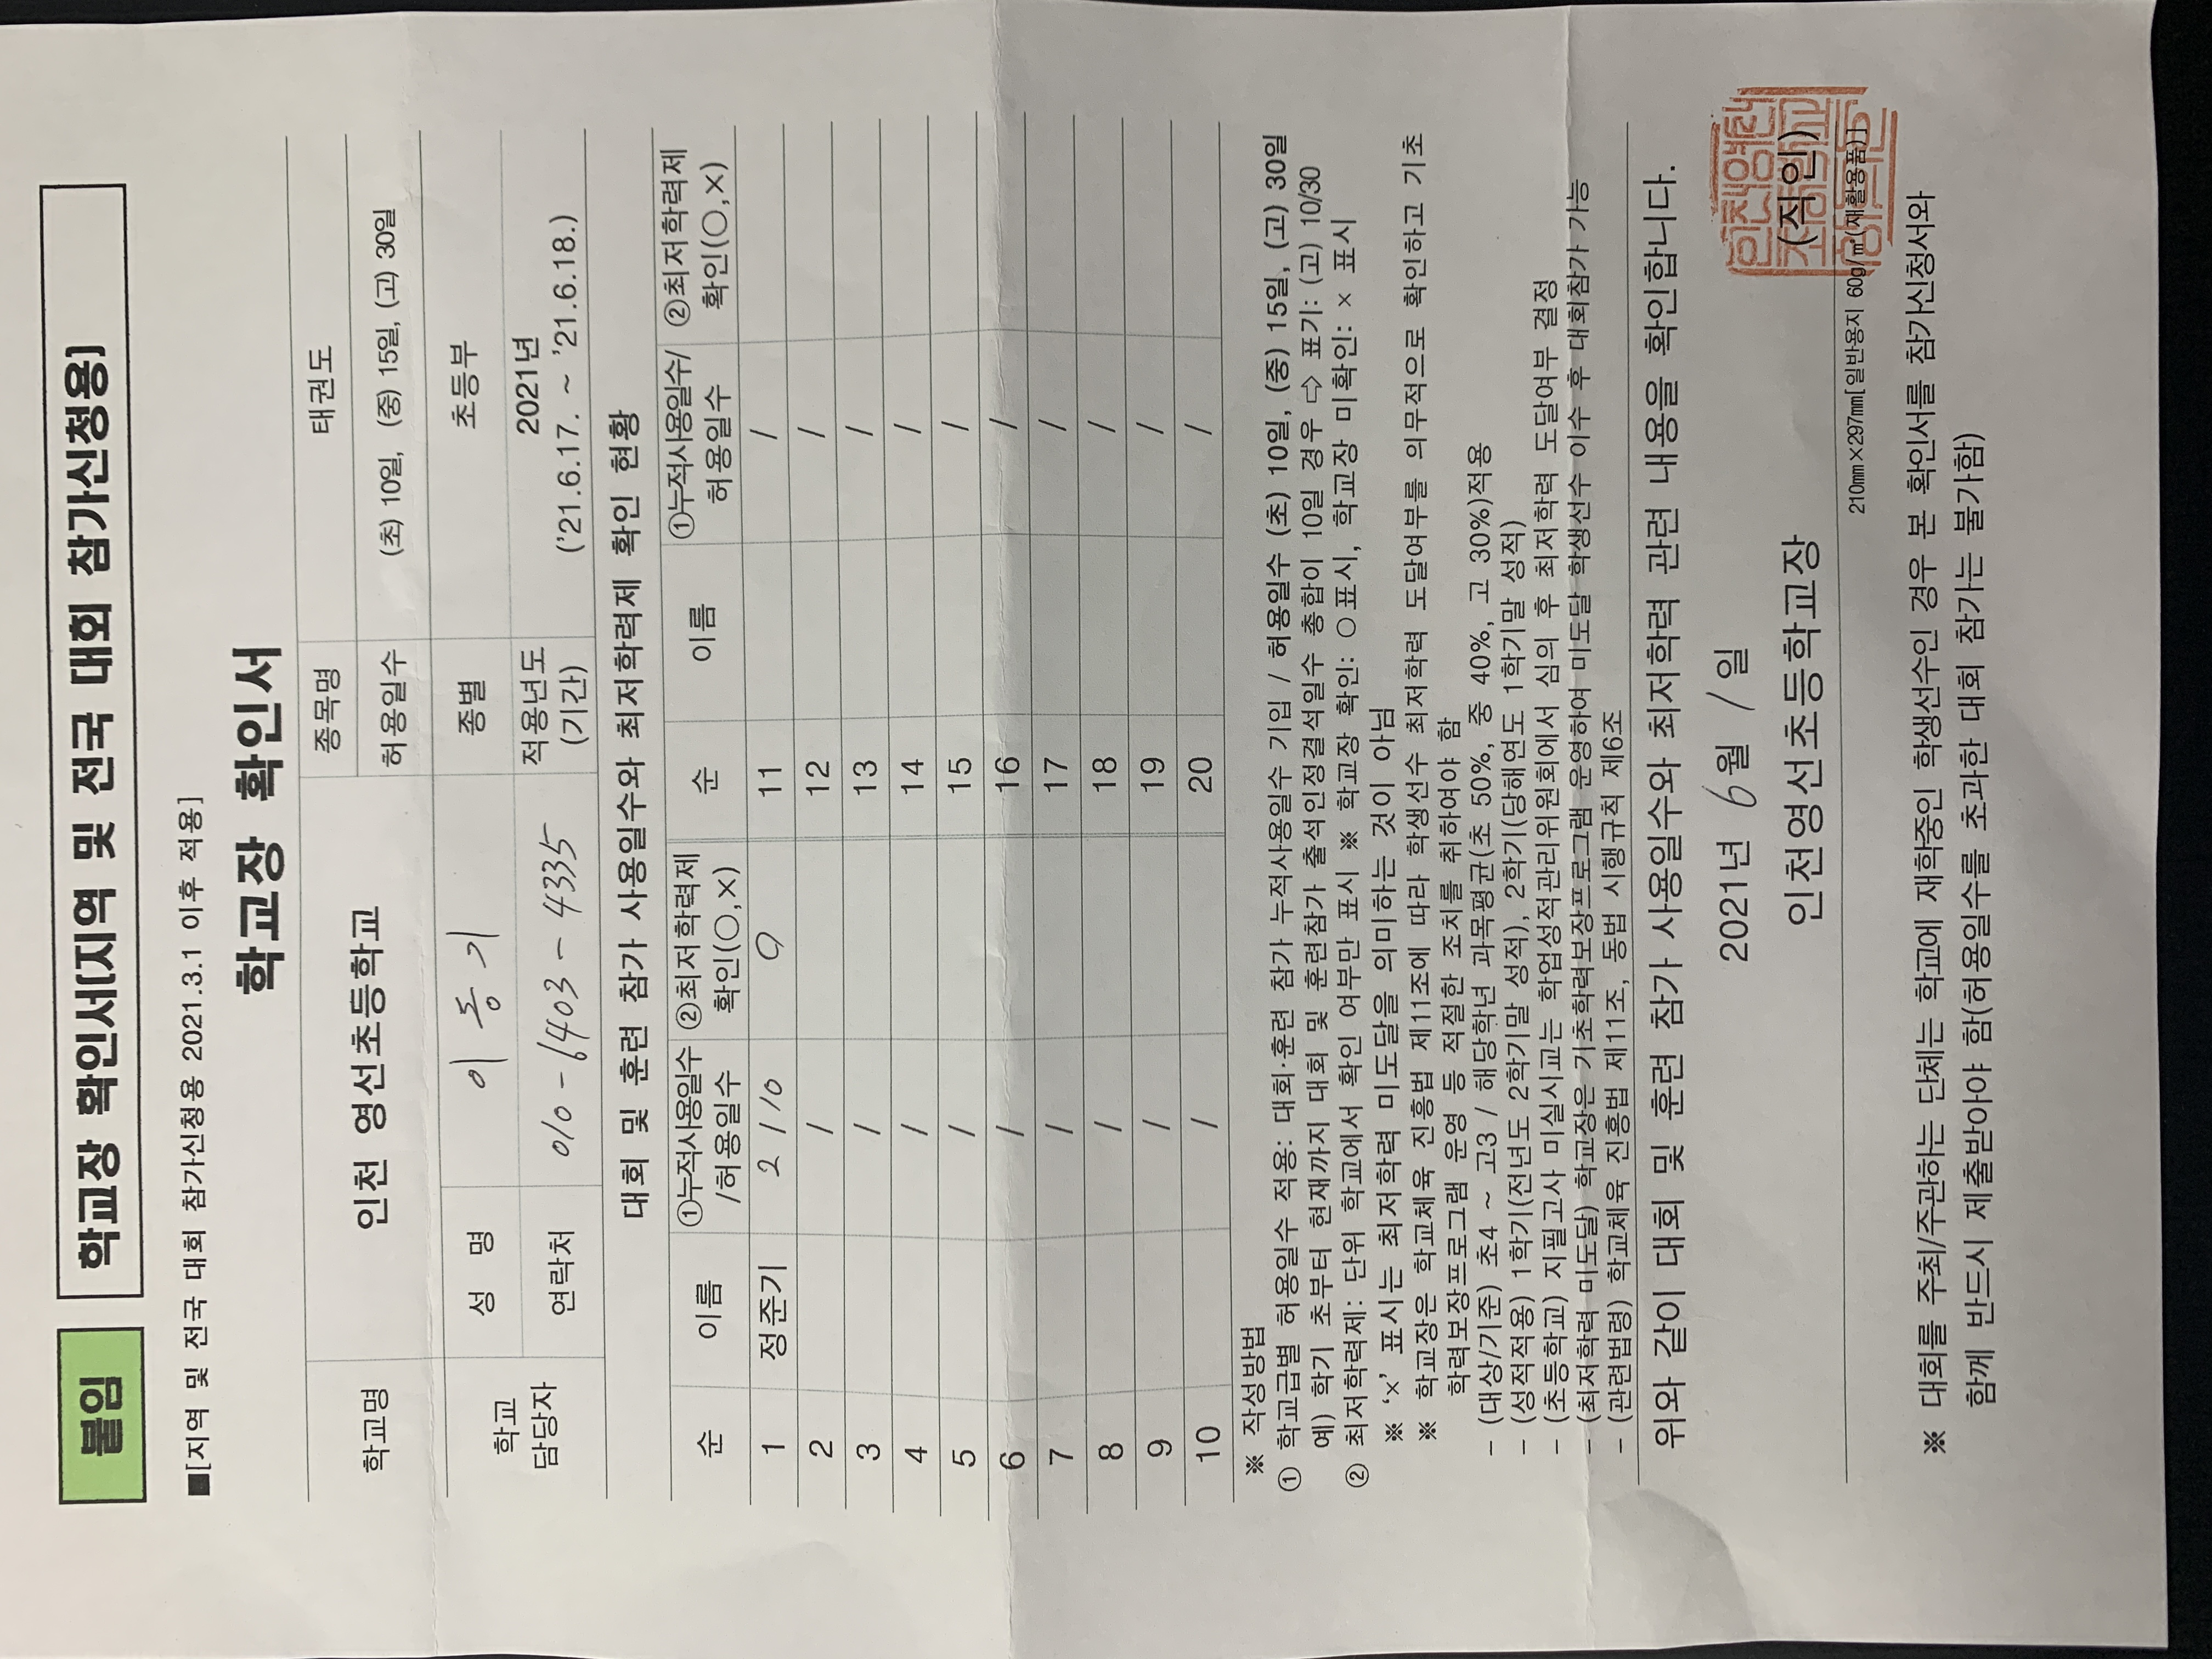 붙임 학교장 확인서(지역 및 전국 대회 참가신청용)
■[지역 및 전국 대회 참가신청용 2021.3.1 이후 적용]
학교장 확인서
학교명 인천 영선초등학교 종목명 태권도
허용일수 (초) 10일, (중) 15일, (고) 30일
학교 담당자 성 명 이동기 종별 초등부
연락처 010-6403-4335 적용년도 (기간) 2021년 ('21.6.17. ~ '21.6.18.)
대회 및 훈련 참가 사용일수와 최저학력제 확인 현황
순 이름 ①누적사용일수 /허용일수 ②최저학력제 확인(○,×) 순 이름 ①누적사용일수/ 허용일수 ②최저학력제 확인(○,×)
1 정준기 2 / 10 ○ 11 /
2 / 12 /
3 / 13 /
4 / 14 /
5 / 15 /
6 / 16 /
7 / 17 /
8 / 18 /
9 / 19 /
10 / 20 /
※ 작성방법
① 학교급별 허용일수 적용: 대회·훈련 참가 누적사용일수 기입 / 허용일수 (초) 10일, (중) 15일, (고) 30일
예) 학기 초부터 현재까지 대회 및 훈련참가 출석인정결석일수 총합이 10일 경우 ⇨ 표기: (고) 10/30
② 최저학력제: 단위 학교에서 확인 여부만 표시 ※ 학교장 확인: ○ 표시, 학교장 미확인: × 표시
※ '×' 표시는 최저학력 미도달을 의미하는 것이 아님
※ 학교장은 학교체육 진흥법 제11조에 따라 학생선수 최저학력 도달여부를 의무적으로 확인하고 기초
학력보장프로그램 운영 등 적절한 조치를 취하여야 함
- (대상/기준) 초4 ~ 고3 / 해당학년 과목평균(초 50%, 중 40%, 고 30%)적용
- (성적적용) 1학기(전년도 2학기말 성적), 2학기(당해연도 1학기말 성적)
- (초등학교) 지필고사 미실시교는 학업성적관리위원회에서 심의 후 최저학력 도달여부 결정
- (최저학력 미도달) 학교장은 기초학력보장프로그램 운영하여 미도달 학생선수 이수 후 대회참가 가능
- (관련법령) 학교체육 진흥법 제11조, 동법 시행규칙 제6조
위와 같이 대회 및 훈련 참가 사용일수와 최저학력 관련 내용을 확인합니다.
2021년 6월 1일
인천영선초등학교장 (직인)
210㎜×297㎜[일반용지 60g/㎡(재활용품)]
※ 대회를 주최/주관하는 단체는 학교에 재학중인 학생선수인 경우 본 확인서를 참가신청서와
함께 반드시 제출받아야 함(허용일수를 초과한 대회 참가는 불가함)